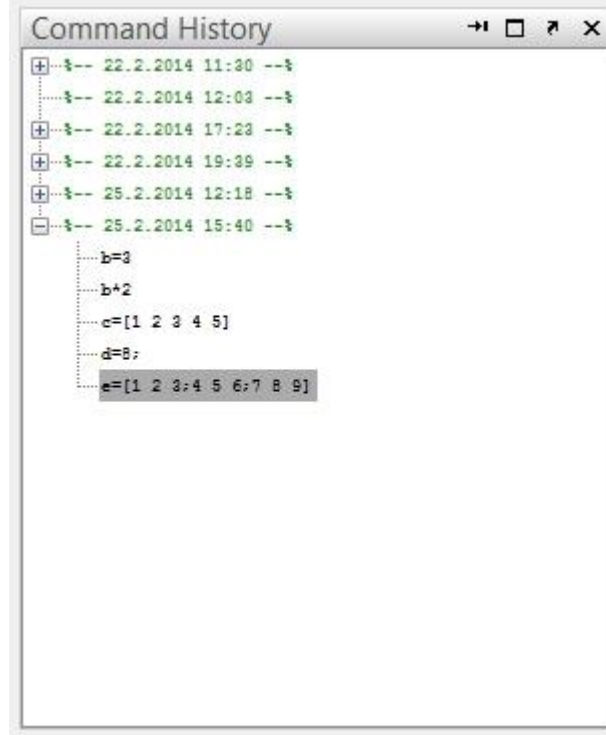 Command History
%-- 22.2.2014 11:30 --%
%-- 22.2.2014 12:03 --%
%-- 22.2.2014 17:23 --%
%-- 22.2.2014 19:39 --%
%-- 25.2.2014 12:18 --%
%-- 25.2.2014 15:40 --%
b=3
b^2
c=[1 2 3 4 5]
d=8;
e=[1 2 3;4 5 6;7 8 9]